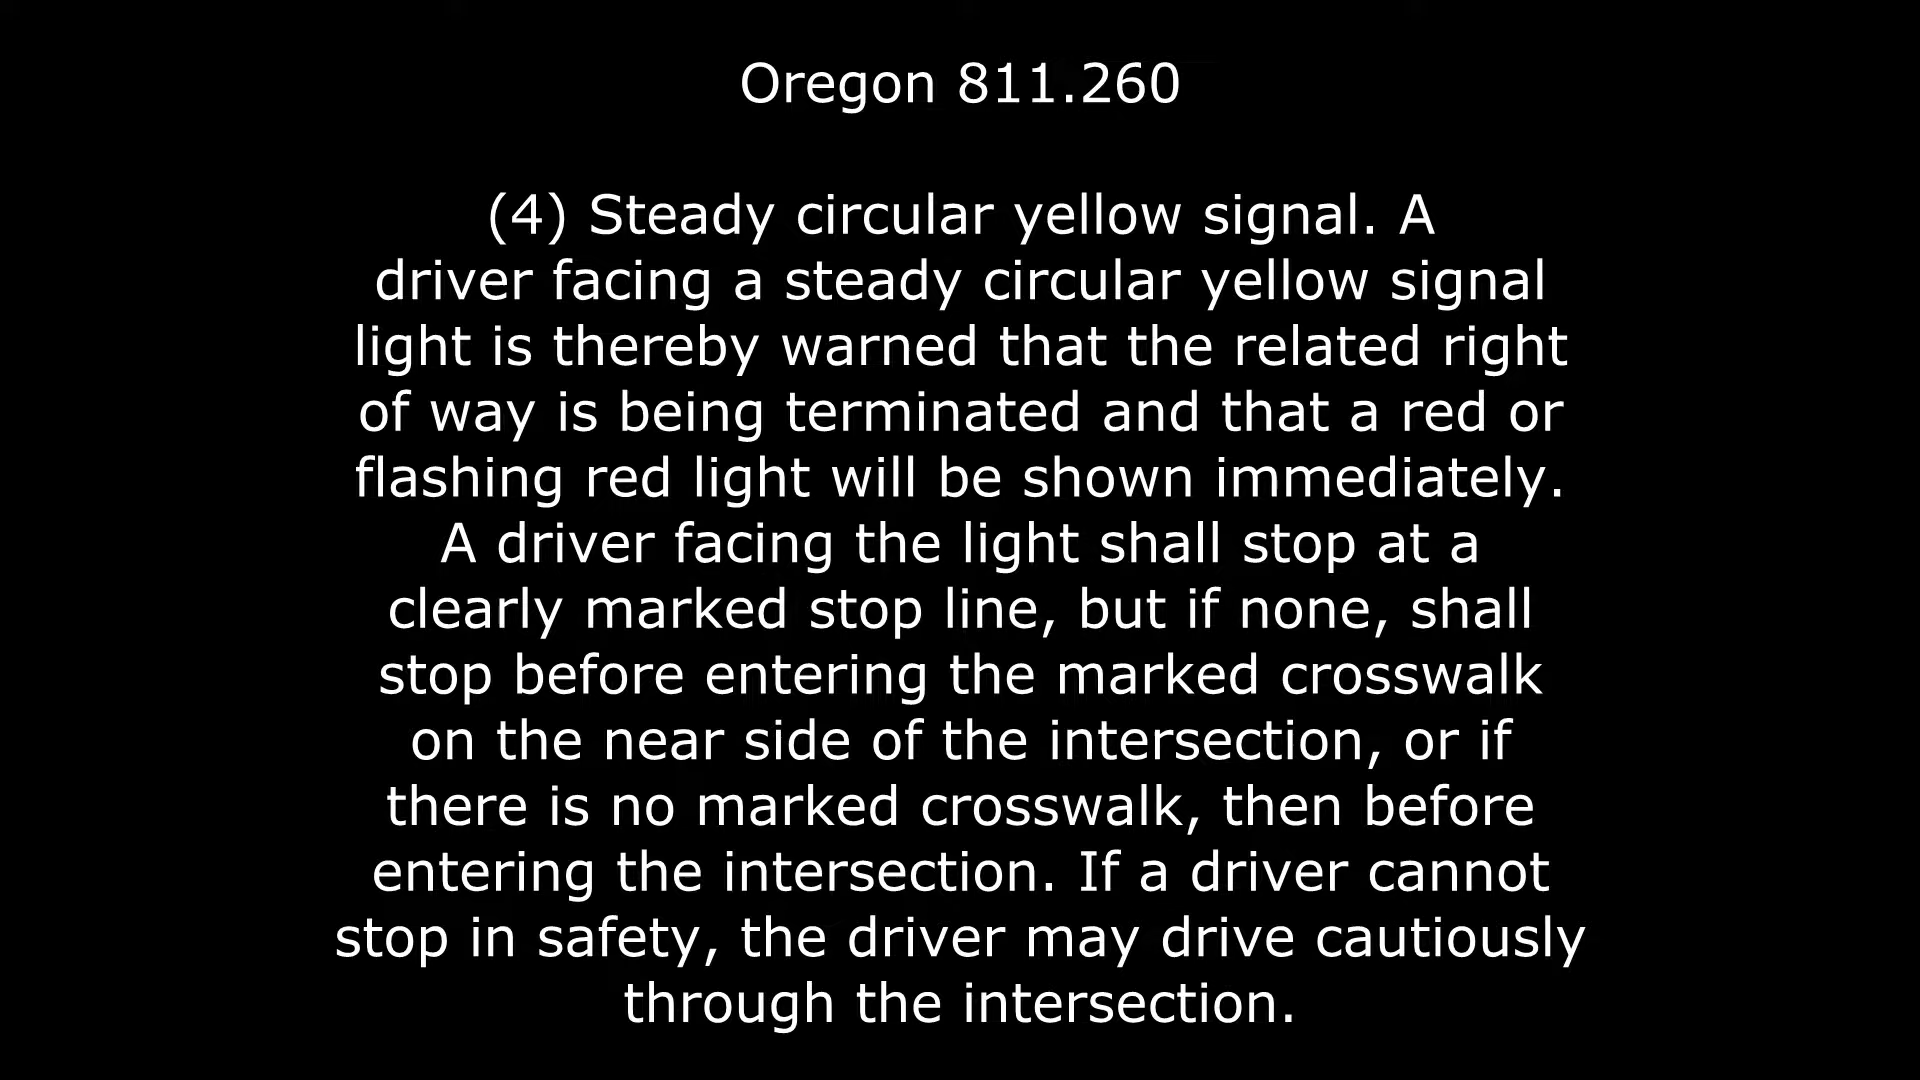 Oregon 811.260
(4) Steady circular yellow signal. A
driver facing a steady circular yellow signal
light is thereby warned that the related right
of way is being terminated and that a red or
flashing red light will be shown immediately.
A driver facing the light shall stop at a
clearly marked stop line, but if none, shall
stop before entering the marked crosswalk
on the near side of the intersection, or if
there is no marked crosswalk, then before
entering the intersection. If a driver cannot
stop in safety, the driver may drive cautiously
through the intersection.